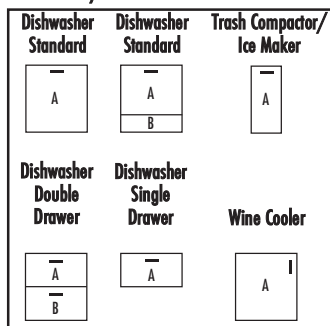 Dishwasher Standard
A
Dishwasher Standard
A
B
Trash Compactor/ Ice Maker
A
Dishwasher Double Drawer
A
B
Dishwasher Single Drawer
A
Wine Cooler
A